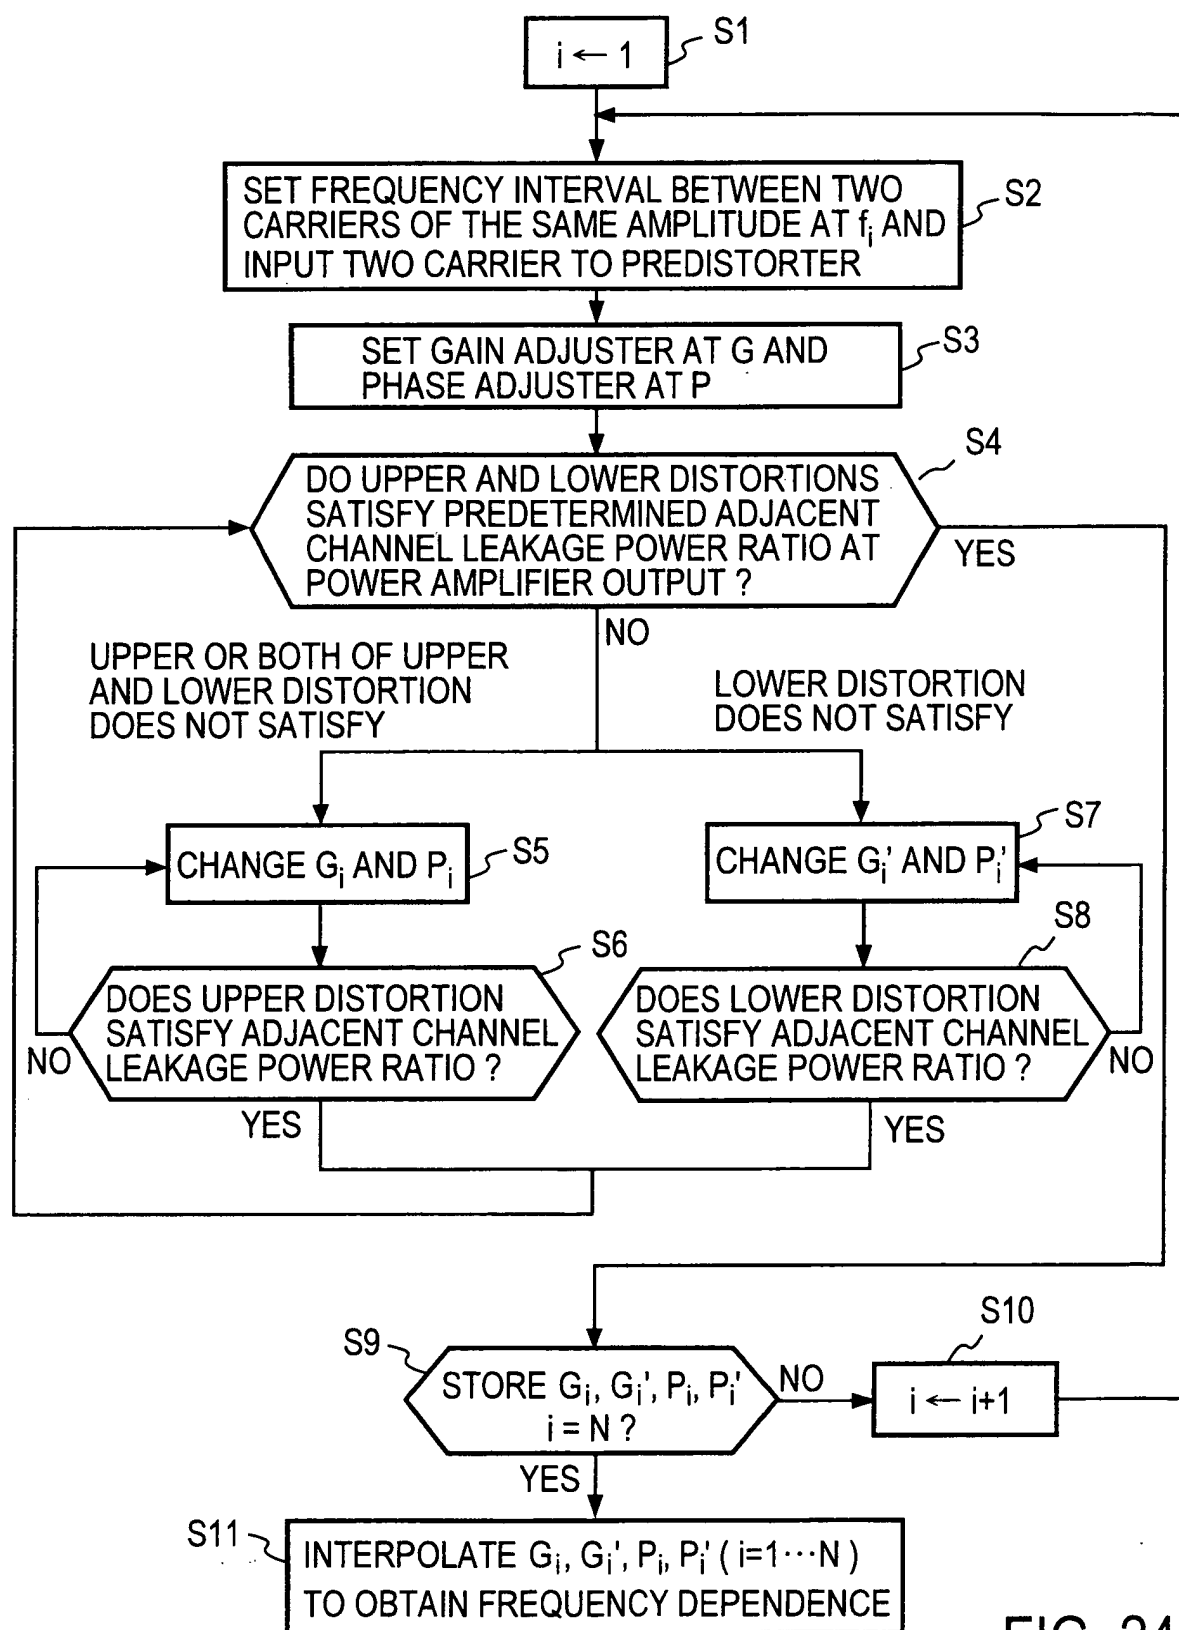 i ← 1
S1
SET FREQUENCY INTERVAL BETWEEN TWO
CARRIERS OF THE SAME AMPLITUDE AT fi AND
INPUT TWO CARRIER TO PREDISTORTER
S2
SET GAIN ADJUSTER AT G AND
PHASE ADJUSTER AT P
S3
S4
DO UPPER AND LOWER DISTORTIONS
SATISFY PREDETERMINED ADJACENT
CHANNEL LEAKAGE POWER RATIO AT
POWER AMPLIFIER OUTPUT ?
YES
NO
UPPER OR BOTH OF UPPER
AND LOWER DISTORTION
DOES NOT SATISFY
LOWER DISTORTION
DOES NOT SATISFY
CHANGE Gi AND Pi
S5
CHANGE Gi' AND Pi'
S7
S6
DOES UPPER DISTORTION
SATISFY ADJACENT CHANNEL
LEAKAGE POWER RATIO ?
NO
YES
S8
DOES LOWER DISTORTION
SATISFY ADJACENT CHANNEL
LEAKAGE POWER RATIO ?
NO
YES
S9
STORE Gi, Gi', Pi, Pi'
i = N ?
NO
S10
i ← i+1
YES
S11
INTERPOLATE Gi, Gi', Pi, Pi' ( i=1⋯N )
TO OBTAIN FREQUENCY DEPENDENCE